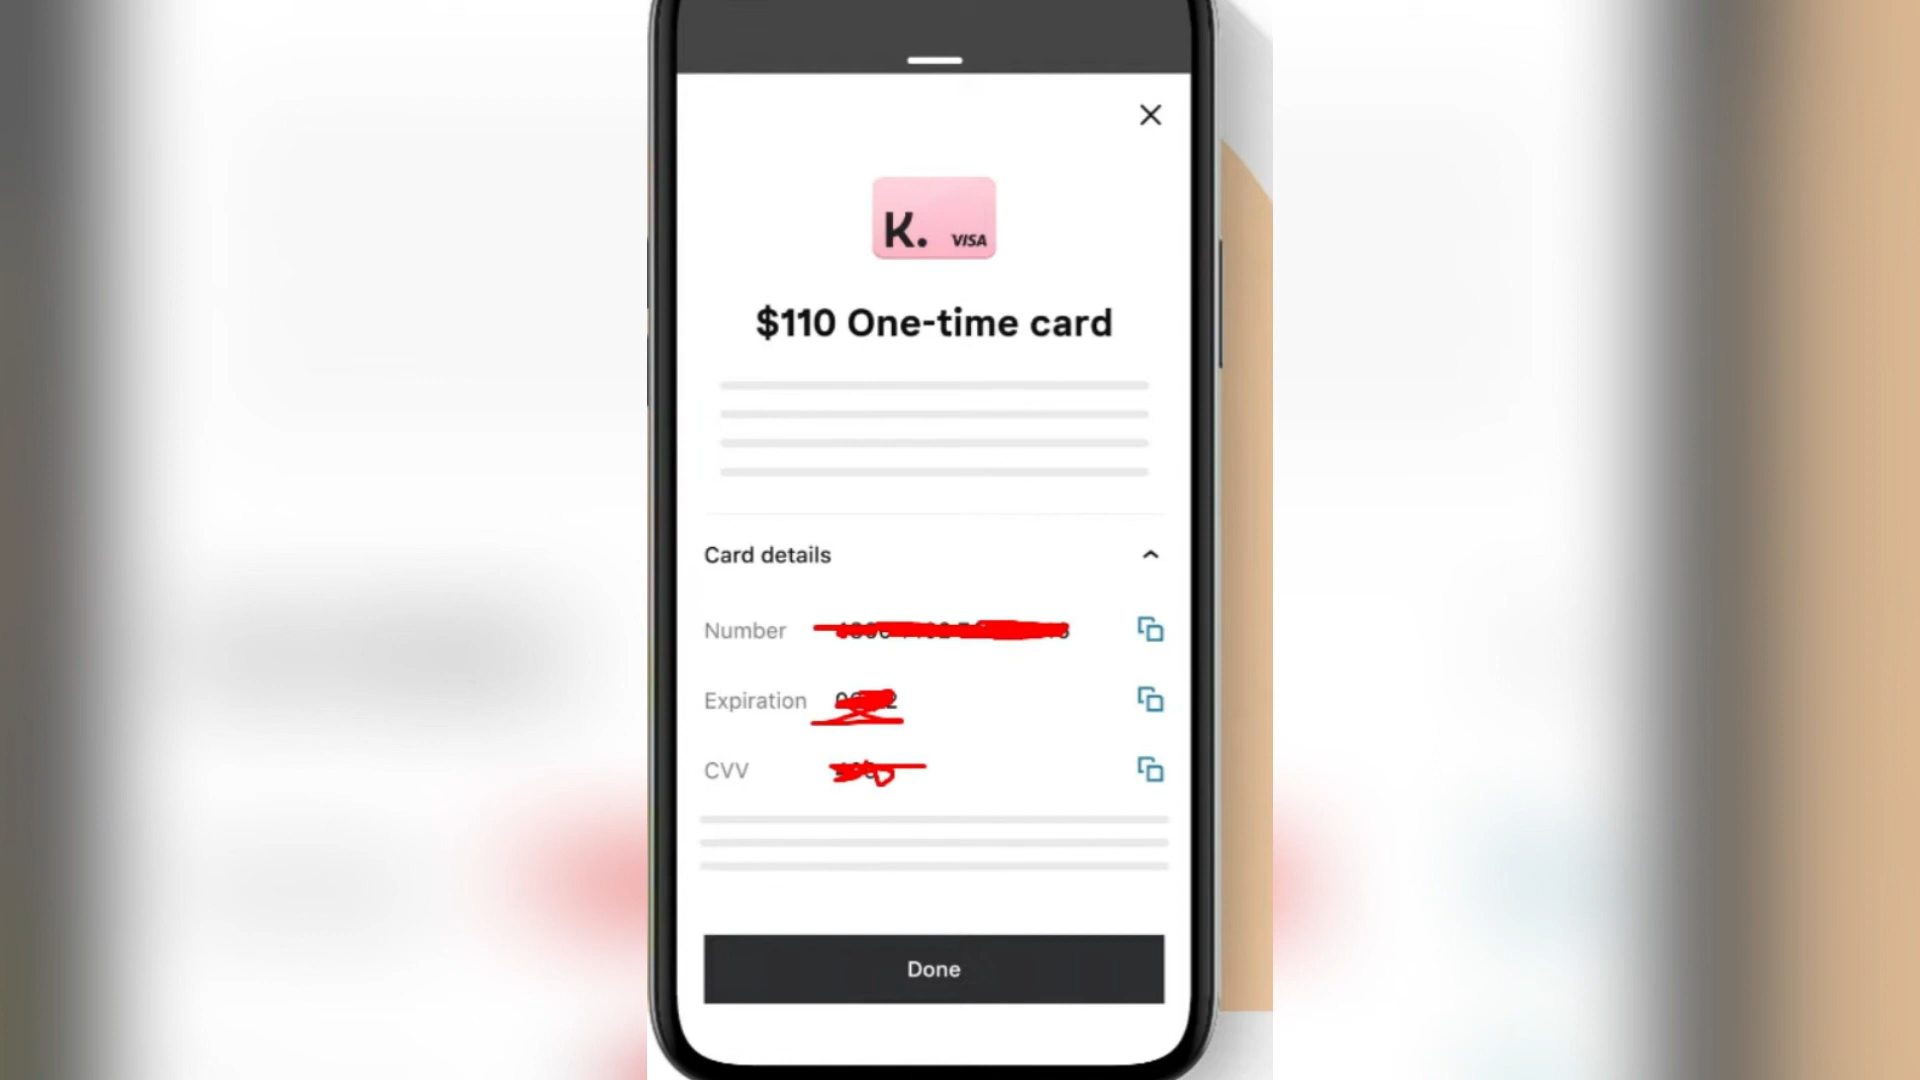 K.
VISA
$110 One-time card
Card details
Number
Expiration
CVV
Done